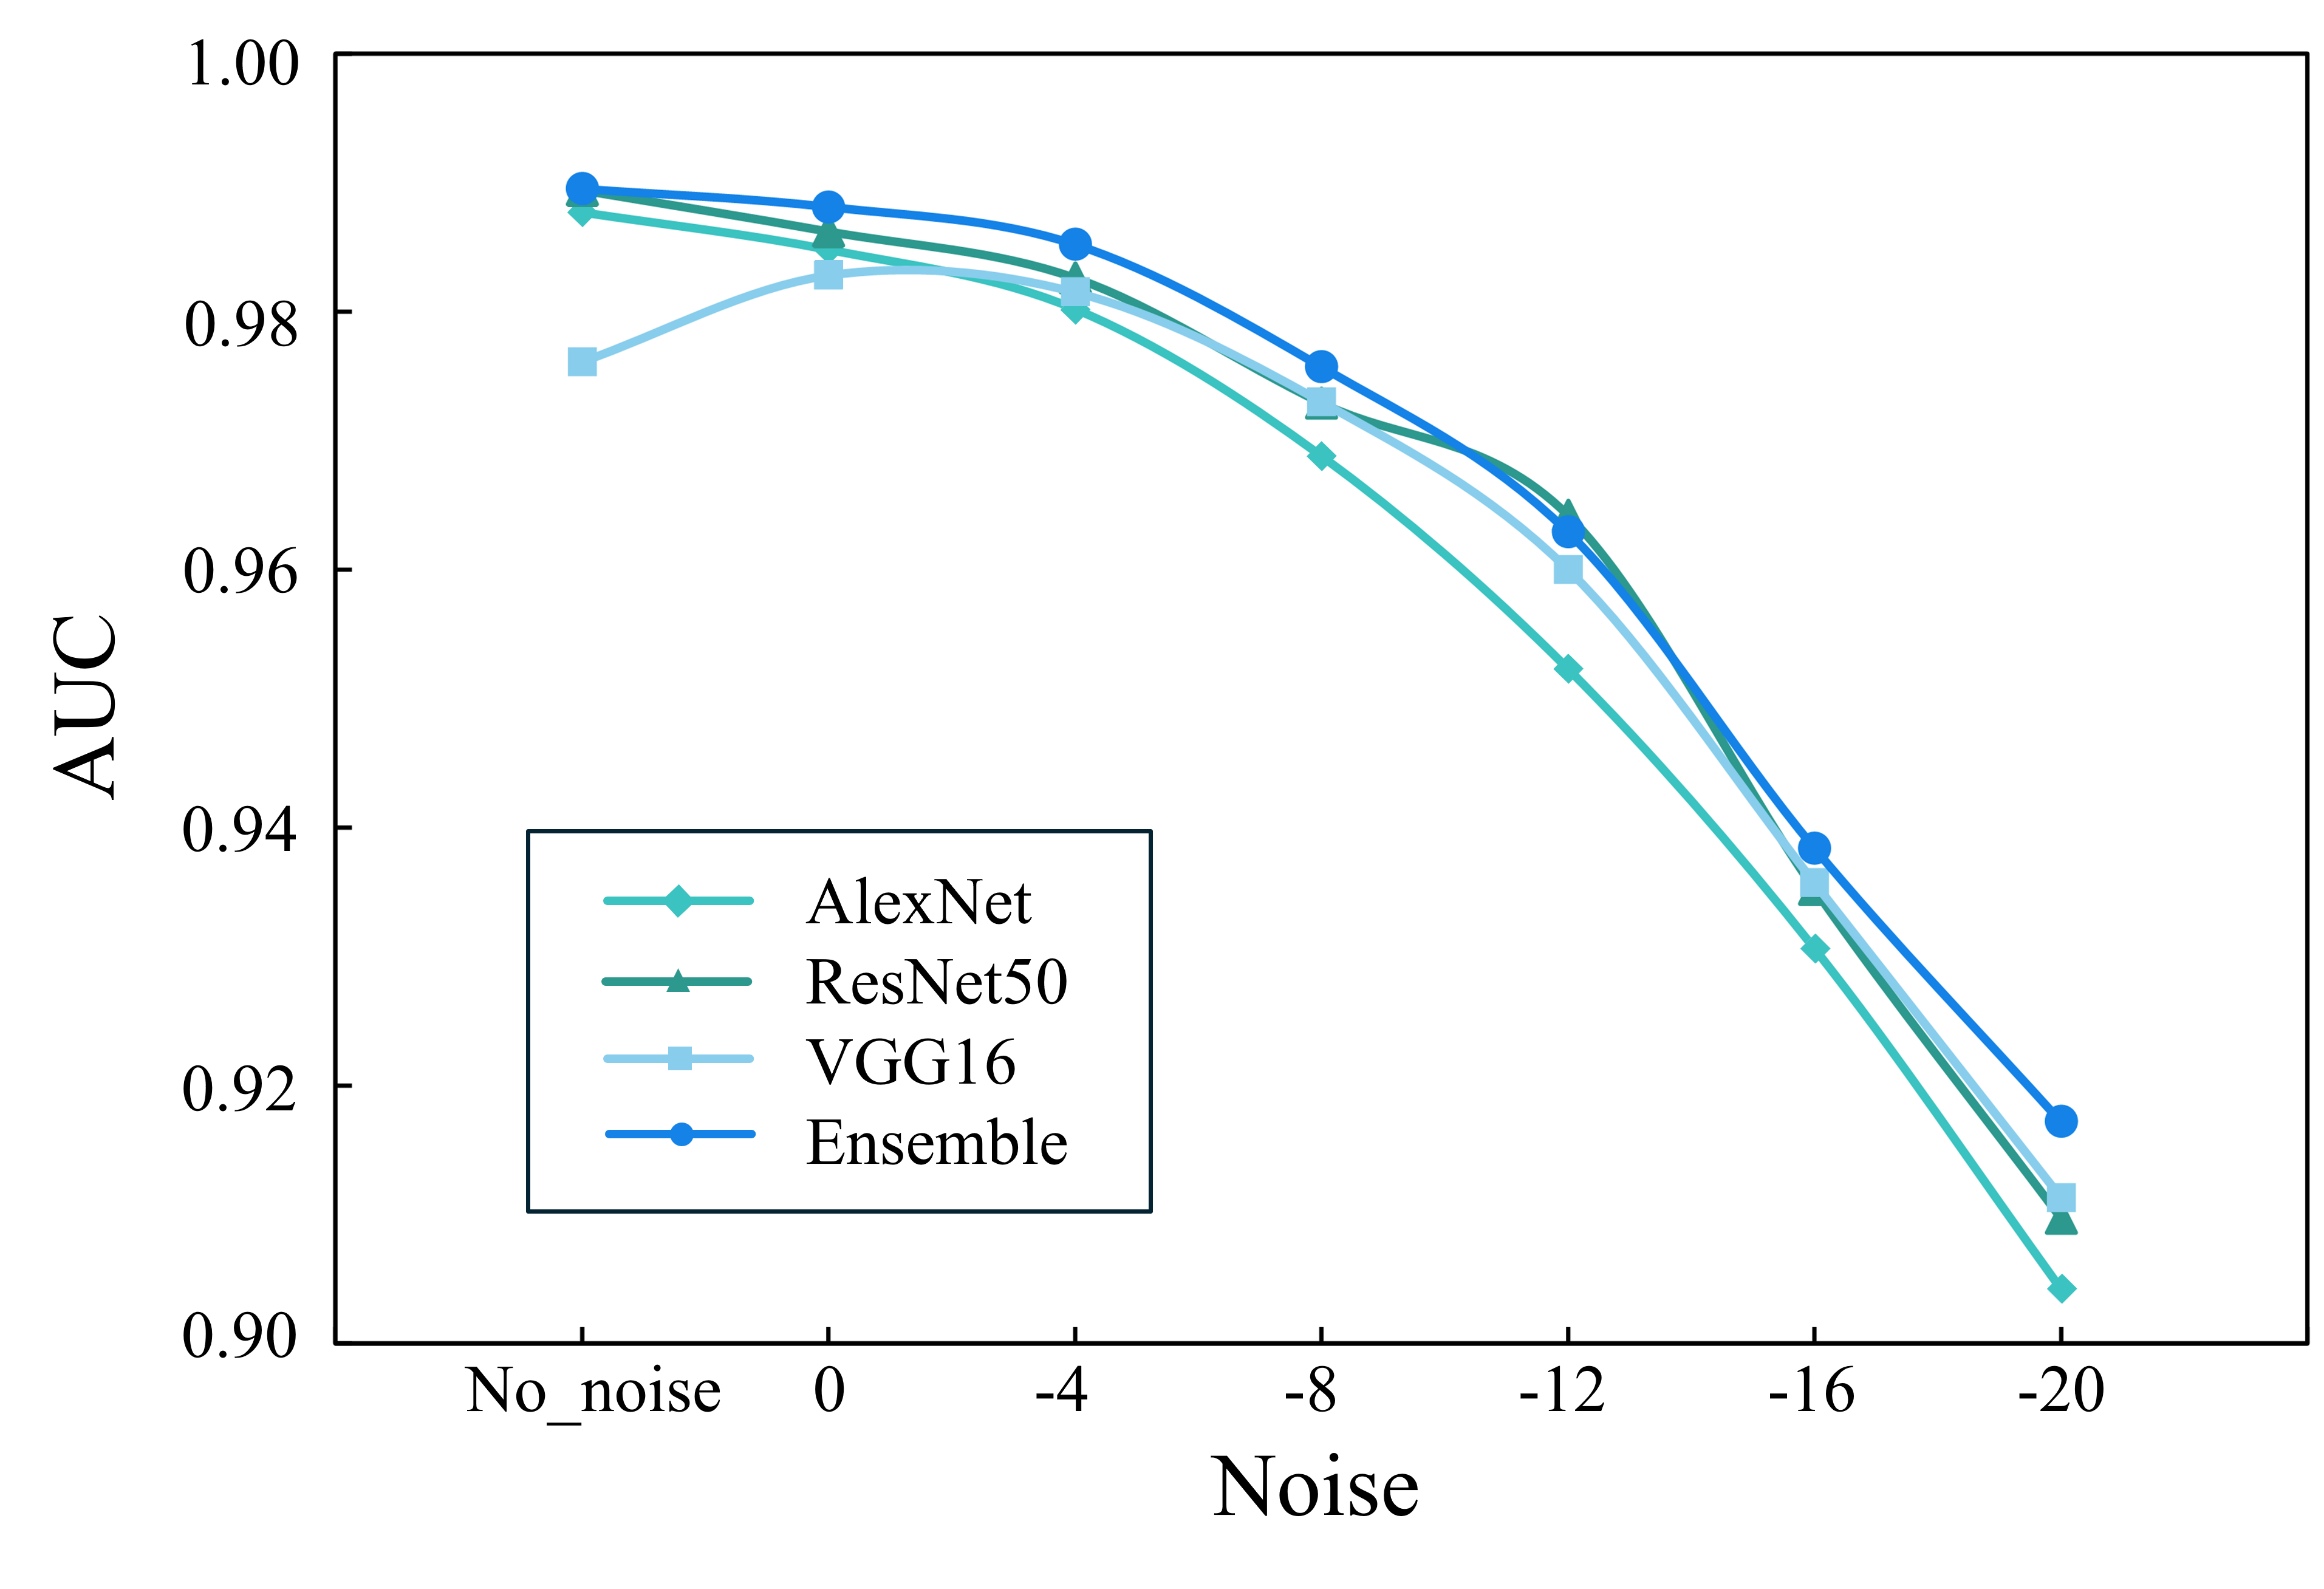 1.00
0.98
0.96
0.94
0.92
0.90
AUC
AlexNet
ResNet50
VGG16
Ensemble
No_noise 0 -4 -8 -12 -16 -20
Noise